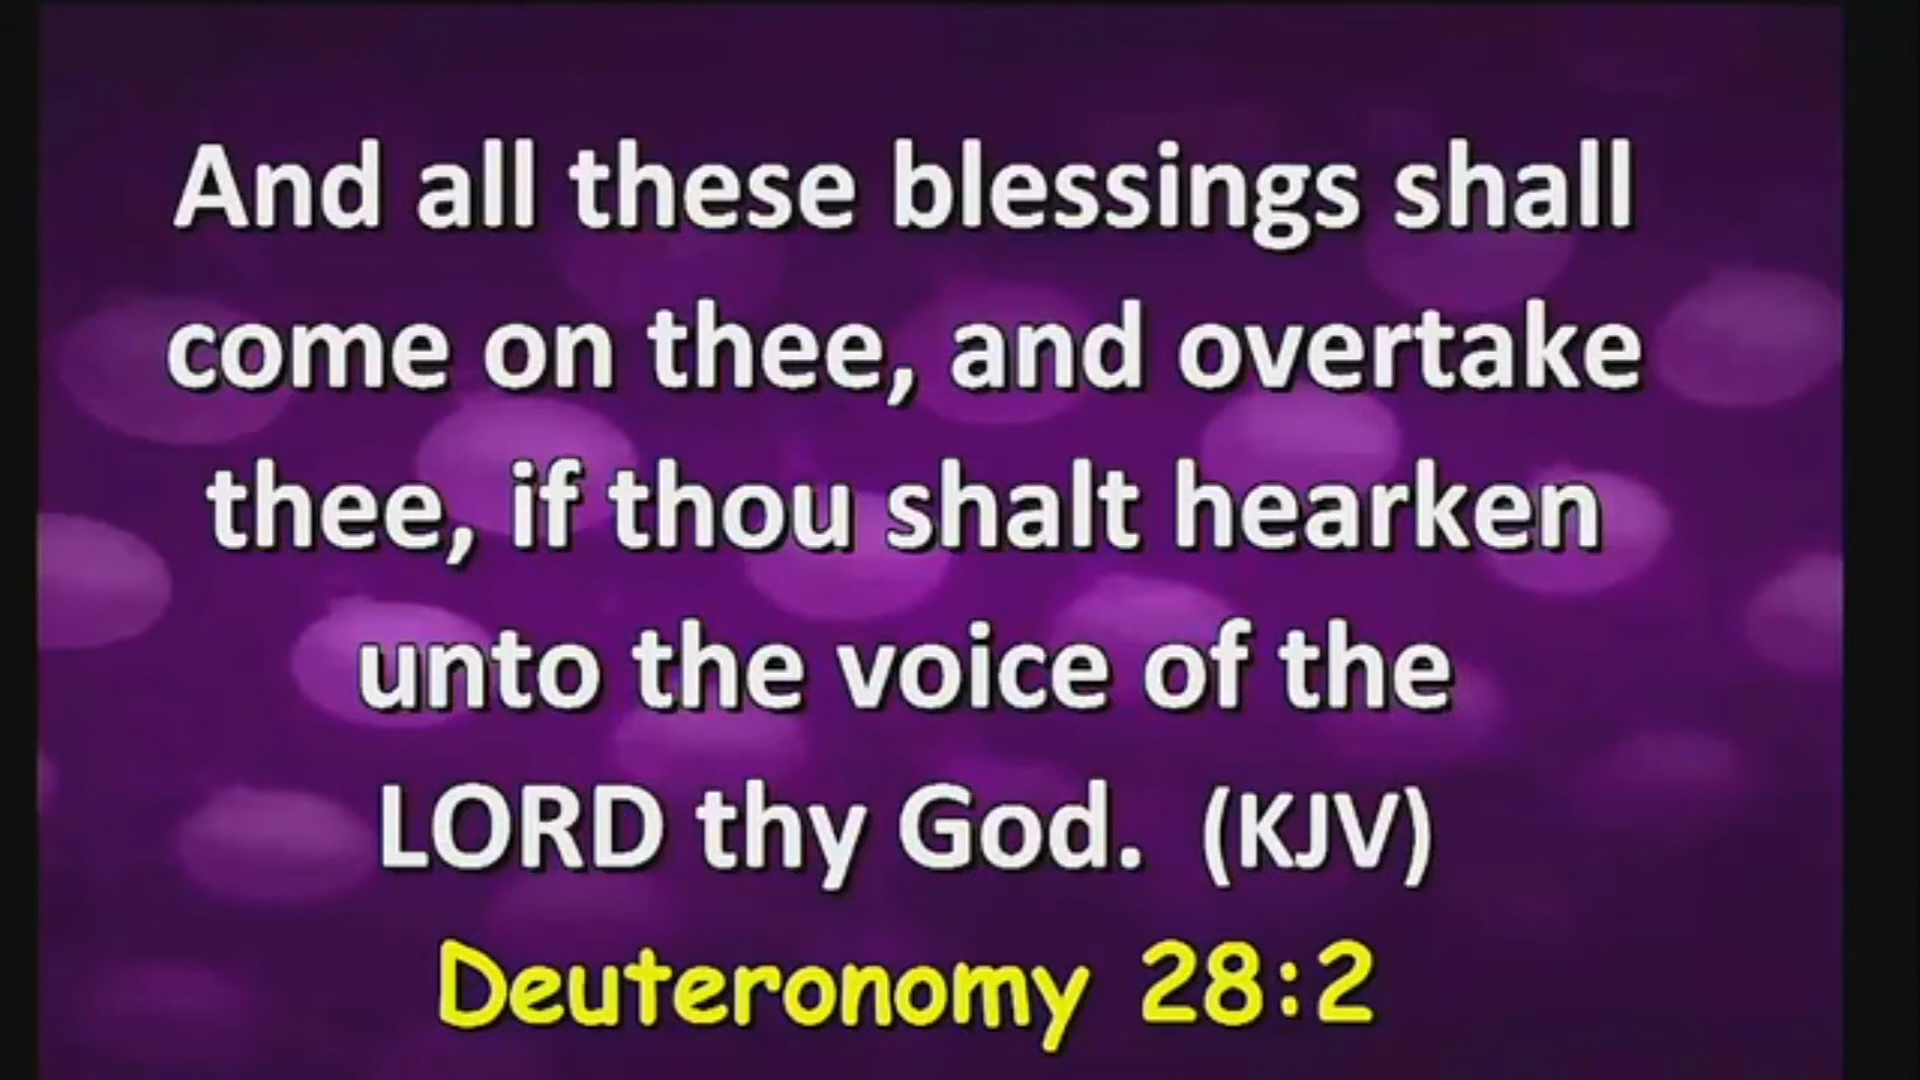 And all these blessings shall
come on thee, and overtake
thee, if thou shalt hearken
unto the voice of the
LORD thy God.  (KJV)
Deuteronomy 28:2